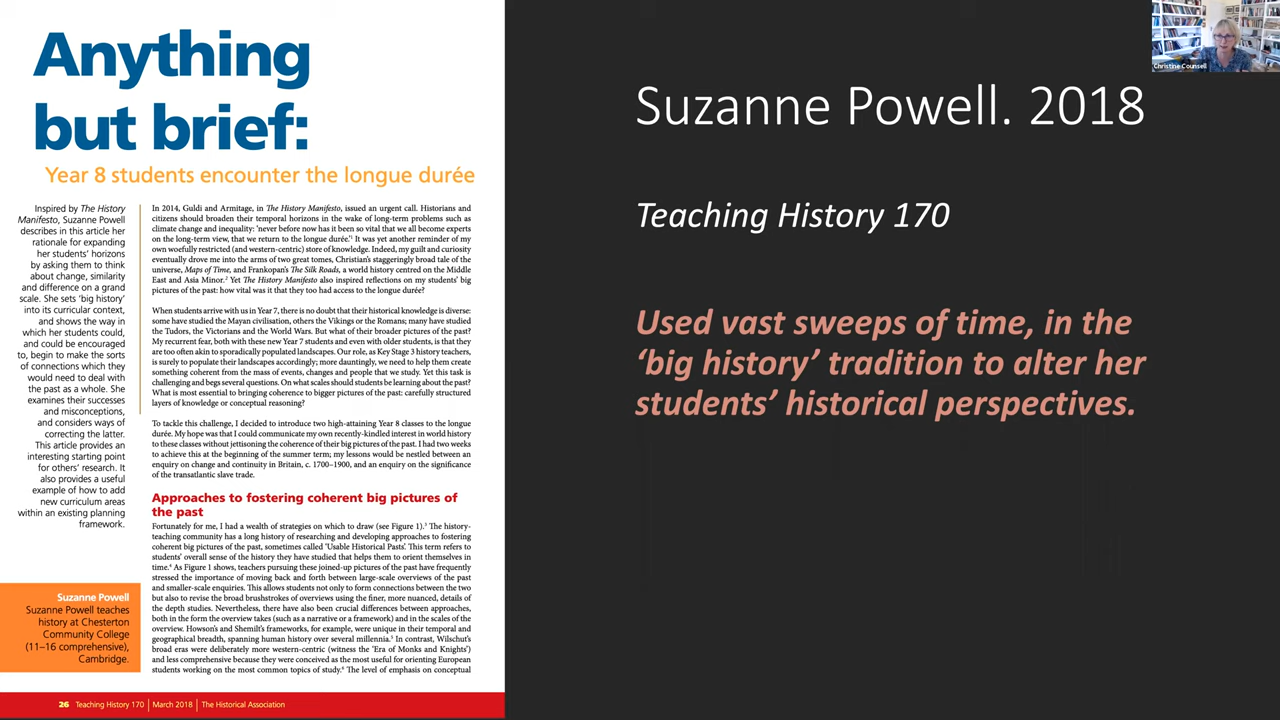 Anything
but brief:
Year 8 students encounter the longue durée
Inspired by The History
Manifesto, Suzanne Powell
describes in this article her
rationale for expanding
her students' horizons
by asking them to think
about change, similarity
and difference on a grand
scale. She sets 'big history'
into its curricular context,
and shows the way in
which her students could,
and could be encouraged
to, begin to make the sorts
of connections which they
would need to deal with
the past as a whole. She
examines their successes
and misconceptions,
and considers ways of
correcting the latter.
This article provides an
interesting starting point
for others' research. It
also provides a useful
example of how to add
new curriculum areas
within an existing planning
framework.
Suzanne Powell
Suzanne Powell teaches
history at Chesterton
Community College
(11–16 comprehensive),
Cambridge.
In 2014, Guldi and Armitage, in The History Manifesto, issued an urgent call. Historians and
citizens should broaden their temporal horizons in the wake of long-term problems such as
climate change and inequality: 'never before now has it been so vital that we all become experts
on the long-term view, that we return to the longue durée.'¹ It was yet another reminder of my
own woefully restricted (and western-centric) store of knowledge. Indeed, my guilt and curiosity
eventually drove me into the arms of two great tomes, Christian's staggeringly broad tale of the
universe, Maps of Time, and Frankopan's The Silk Roads, a world history centred on the Middle
East and Asia Minor.² Yet The History Manifesto also inspired reflections on my students' big
pictures of the past: how vital was it that they too had access to the longue durée?
When students arrive with us in Year 7, there is no doubt that their historical knowledge is diverse:
some have studied the Mayan civilisation, others the Vikings or the Romans; many have studied
the Tudors, the Victorians and the World Wars. But what of their broader pictures of the past?
My recurrent fear, both with these new Year 7 students and even with older students, is that they
are too often akin to sporadically populated landscapes. Our role, as Key Stage 3 history teachers,
is surely to populate their landscapes accordingly; more dauntingly, we need to help them create
something coherent from the mass of events, changes and people that we study. Yet this task is
challenging and begs several questions. On what scales should students be learning about the past?
What is most essential to bringing coherence to bigger pictures of the past: carefully structured
layers of knowledge or conceptual reasoning?
To tackle this challenge, I decided to introduce two high-attaining Year 8 classes to the longue
durée. My hope was that I could communicate my own recently-kindled interest in world history
to these classes without jettisoning the coherence of their big pictures of the past. I had two weeks
to achieve this at the beginning of the summer term; my lessons would be nestled between an
enquiry on change and continuity in Britain, c. 1700–1900, and an enquiry on the significance
of the transatlantic slave trade.
Approaches to fostering coherent big pictures of
the past
Fortunately for me, I had a wealth of strategies on which to draw (see Figure 1).³ The history-
teaching community has a long history of researching and developing approaches to fostering
coherent big pictures of the past, sometimes called 'Usable Historical Pasts'. This term refers to
students' overall sense of the history they have studied that helps them to orient themselves in
time.⁴ As Figure 1 shows, teachers pursuing these joined-up pictures of the past have frequently
stressed the importance of moving back and forth between large-scale overviews of the past
and smaller-scale enquiries. This allows students not only to form connections between the two
but also to revise the broad brushstrokes of overviews using the finer, more nuanced, details of
the depth studies. Nevertheless, there have also been crucial differences between approaches,
both in the form the overview takes (such as a narrative or a framework) and in the scales of the
overview. Howson's and Shemilt's frameworks, for example, were unique in their temporal and
geographical breadth, spanning human history over several millennia.⁵ In contrast, Wilschut's
broad eras were deliberately more western-centric (witness the 'Era of Monks and Knights')
and less comprehensive because they were conceived as the most useful for orienting European
students working on the most common topics of study.⁶ The level of emphasis on conceptual
26 Teaching History 170 | March 2018 | The Historical Association
Suzanne Powell. 2018
Teaching History 170
Used vast sweeps of time, in the
'big history' tradition to alter her
students' historical perspectives.
Christine Counsell